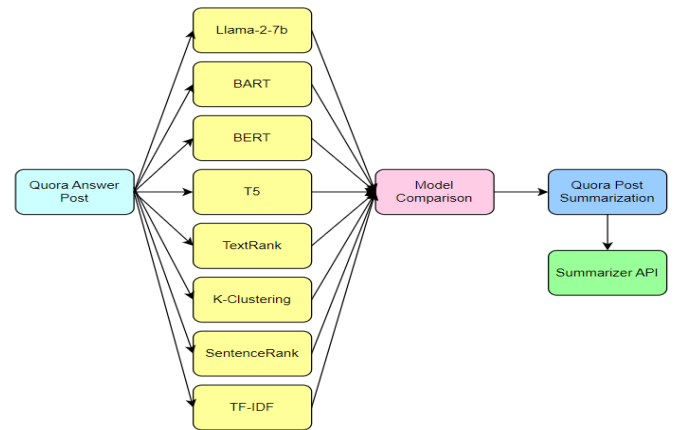 Llama-2-7b
BART
BERT
Quora Answer
Post
T5
Model
Comparison
Quora Post
Summarization
TextRank
Summarizer API
K-Clustering
SentenceRank
TF-IDF